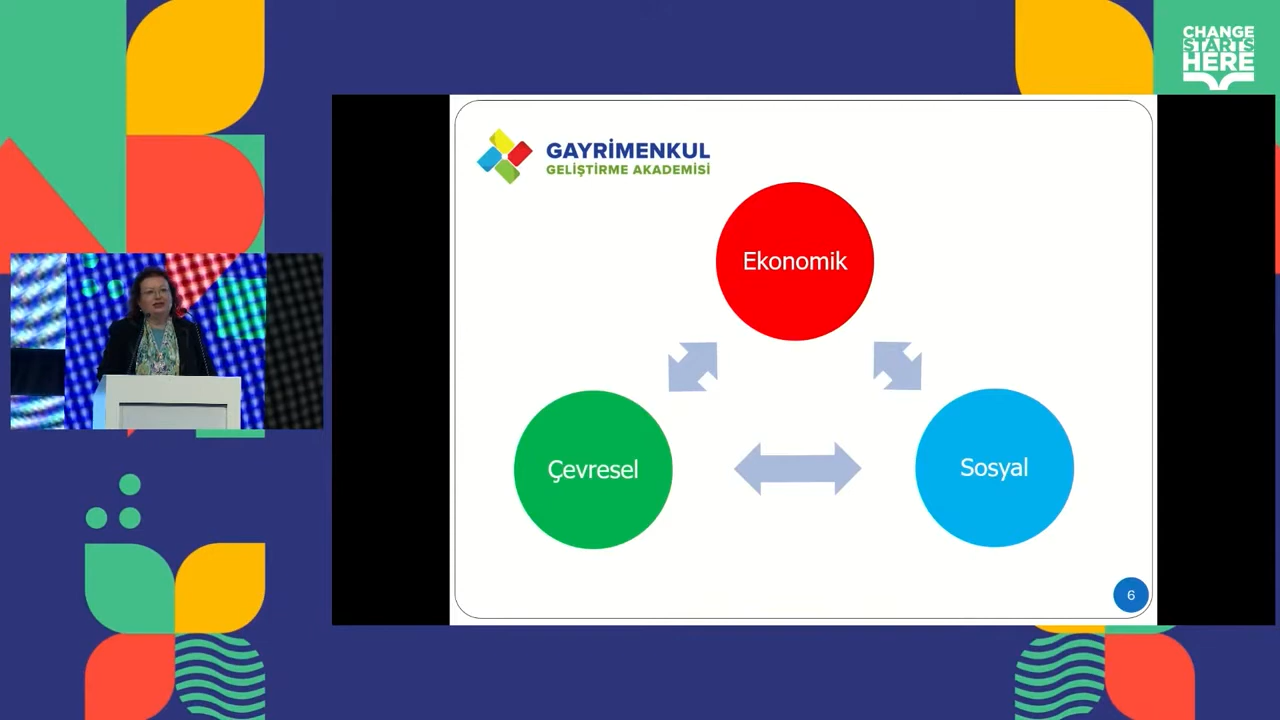 CHANGE
STARTS
HERE
GAYRİMENKUL
GELİŞTİRME AKADEMİSİ
Ekonomik
Çevresel
Sosyal
6